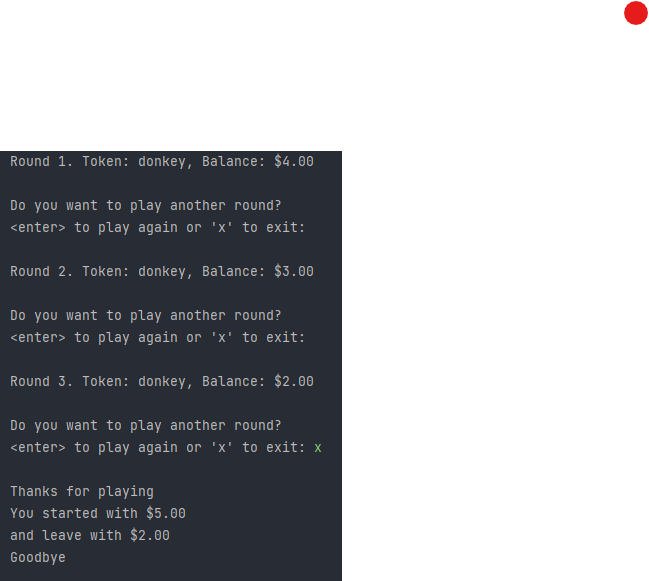 Round 1. Token: donkey, Balance: $4.00
Do you want to play another round?
<enter> to play again or 'x' to exit:
Round 2. Token: donkey, Balance: $3.00
Do you want to play another round?
<enter> to play again or 'x' to exit:
Round 3. Token: donkey, Balance: $2.00
Do you want to play another round?
<enter> to play again or 'x' to exit: x
Thanks for playing
You started with $5.00
and leave with $2.00
Goodbye